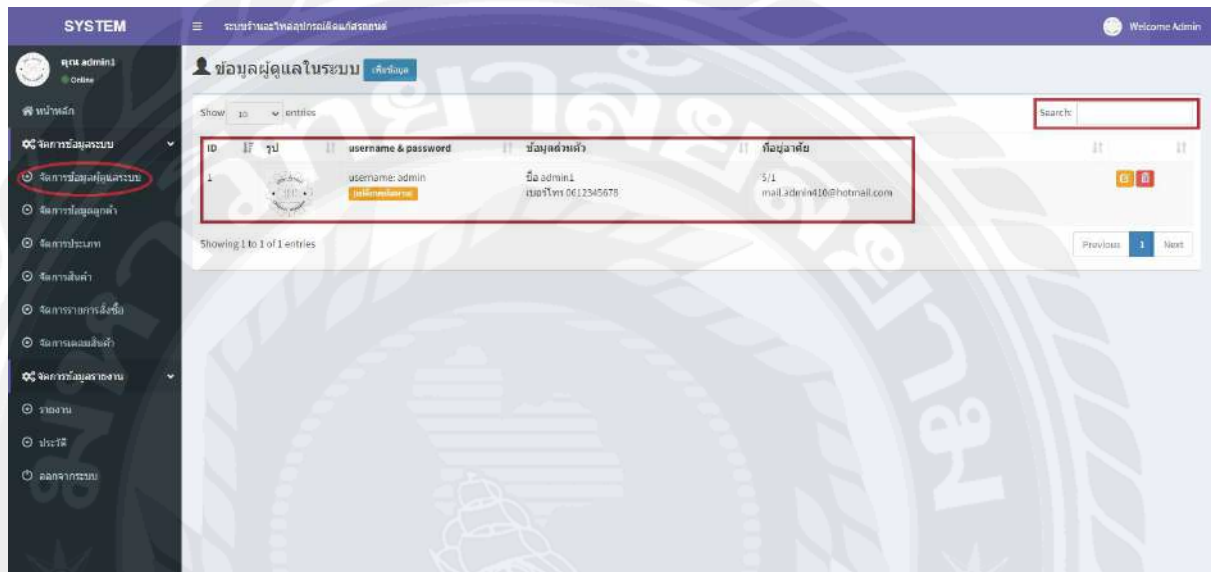 SYSTEM
ระบบร้านอะไหล่อุปกรณ์ติดแก๊สรถยนต์
Welcome Admin
คุณ admin1
Online
ข้อมูลผู้ดูแลในระบบ
เพิ่มข้อมูล
หน้าหลัก
Show 10 entries
Search:
จัดการข้อมูลระบบ
ID รูป username & password ข้อมูลส่วนตัว ที่อยู่อาศัย
จัดการข้อมูลผู้ดูแลระบบ
1 username: admin ชื่อ admin1 5/1
เบอร์โทร 0612345678 mail.admin410@hotmail.com
จัดการข้อมูลลูกค้า
จัดการประเภท
Showing 1 to 1 of 1 entries
Previous 1 Next
จัดการสินค้า
จัดการรายการสั่งซื้อ
จัดการเคลมสินค้า
จัดการข้อมูลรายงาน
รายงาน
ประวัติ
ออกจากระบบ